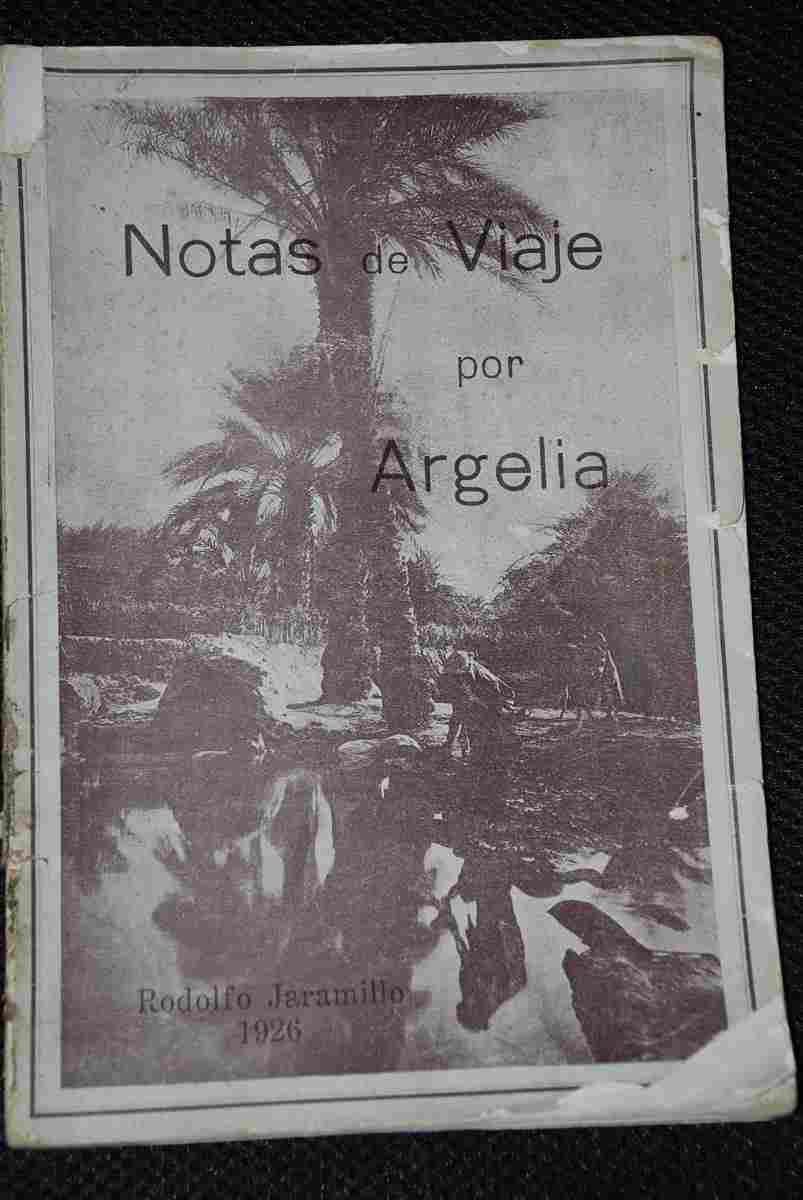 Notas de Viaje
por
Argelia
Rodolfo Jaramillo
1926